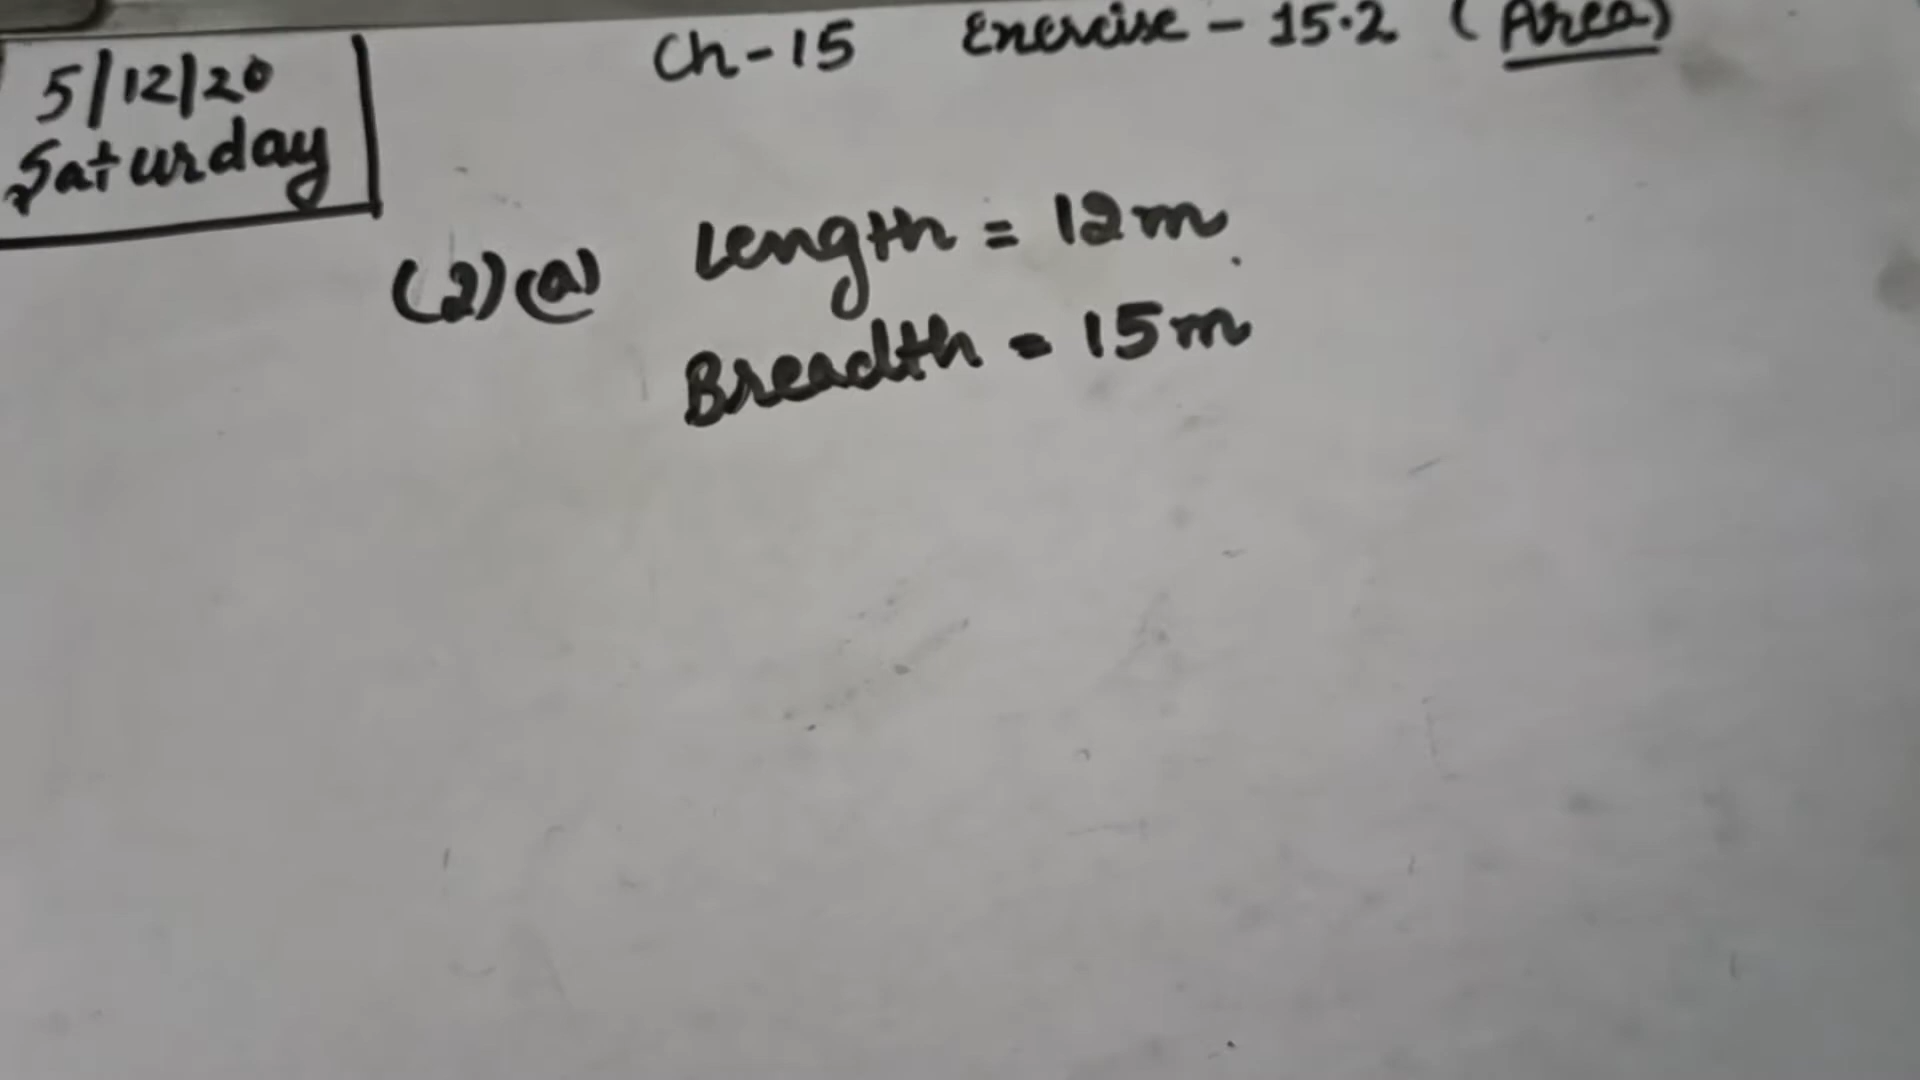 Ch-15 Exercise - 15.2 (Area)
5/12/20
Saturday
(2)(a) Length = 12m
Breadth = 15m